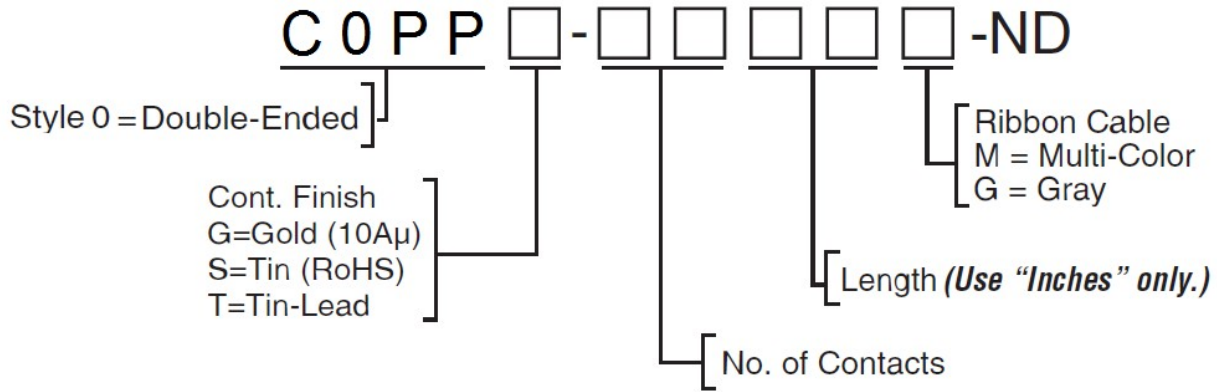 C 0 P P □ - □ □ □ □ □ -ND
Style 0 = Double-Ended
Ribbon Cable
M = Multi-Color
G = Gray
Cont. Finish
G=Gold (10Aµ)
S=Tin (RoHS)
T=Tin-Lead
Length (Use “Inches” only.)
No. of Contacts